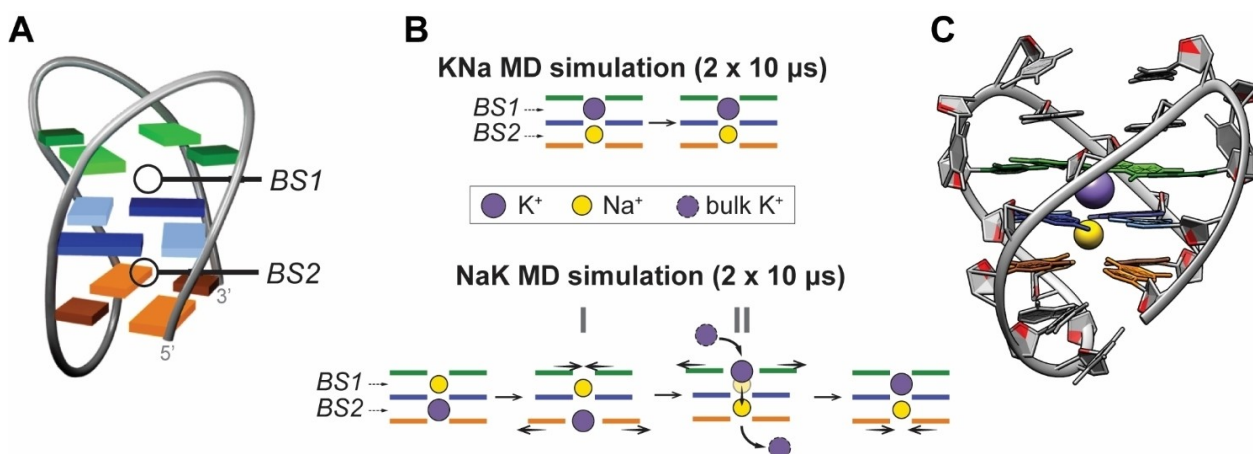 A
BS1
BS2
3'
5'
B
KNa MD simulation (2 x 10 µs)
BS1
BS2
K+ Na+ bulk K+
NaK MD simulation (2 x 10 µs)
I II
BS1
BS2
C